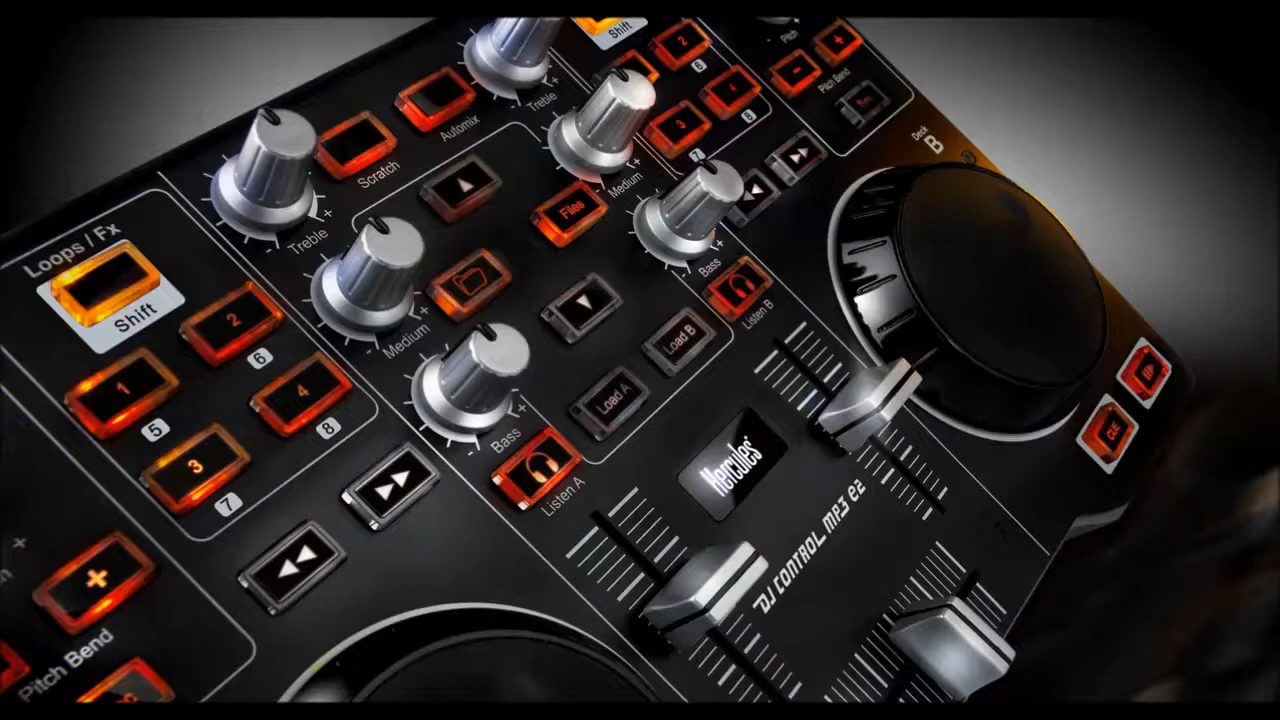 Loops / Fx
Shift
1
5
2
6
3
7
4
8
Pitch Bend
Scratch
Automix
Treble
Medium
Bass
Listen A
Files
Load A
Load B
Treble
Medium
Bass
Listen B
Shift
2
6
3
7
4
8
Pitch
Pitch Bend
Deck
B
CUE
Hercules
DJ CONTROL MP3 e2